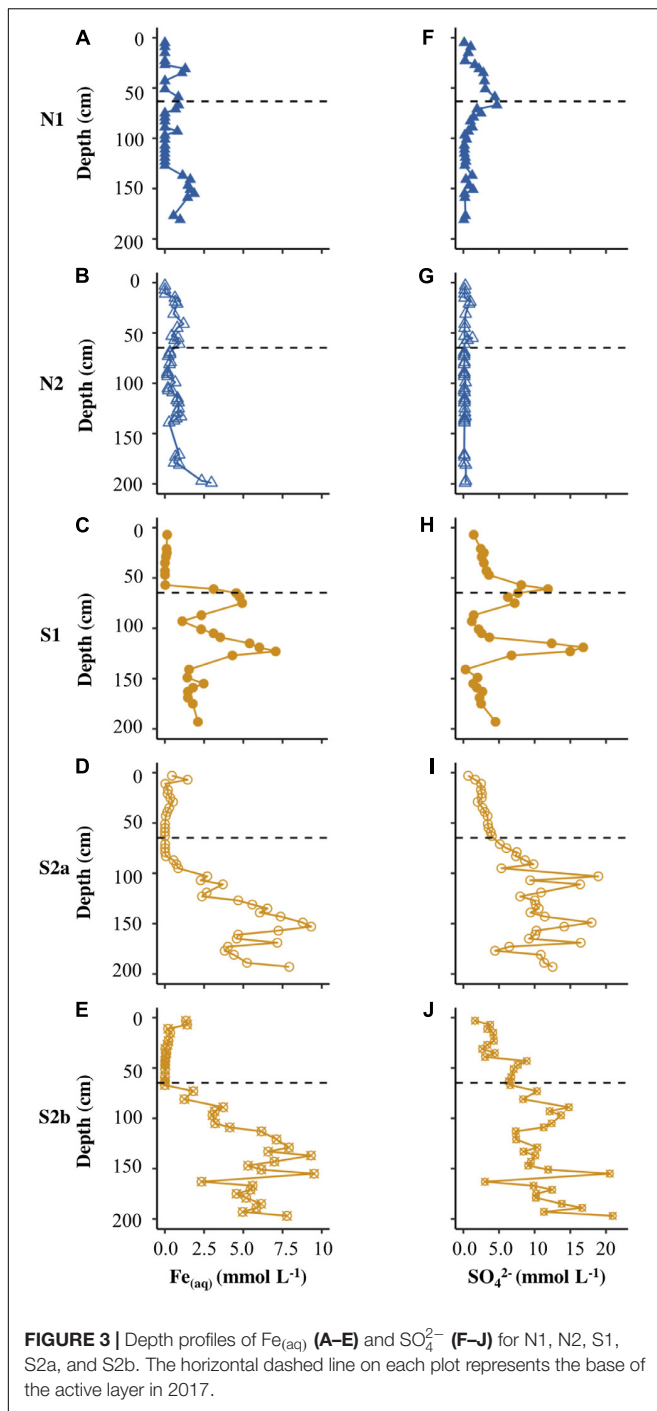 A
F
0
50
100
150
200
N1
Depth (cm)
B
G
0
50
100
150
200
N2
Depth (cm)
C
H
0
50
100
150
200
S1
Depth (cm)
D
I
0
50
100
150
200
S2a
Depth (cm)
E
J
0
50
100
150
200
S2b
Depth (cm)
0.0 2.5 5.0 7.5 10
0.0 5.0 10 15 20
Fe(aq) (mmol L-1)
SO₄²⁻ (mmol L-1)
FIGURE 3 | Depth profiles of Fe(aq) (A–E) and SO₄²⁻ (F–J) for N1, N2, S1,
S2a, and S2b. The horizontal dashed line on each plot represents the base of
the active layer in 2017.